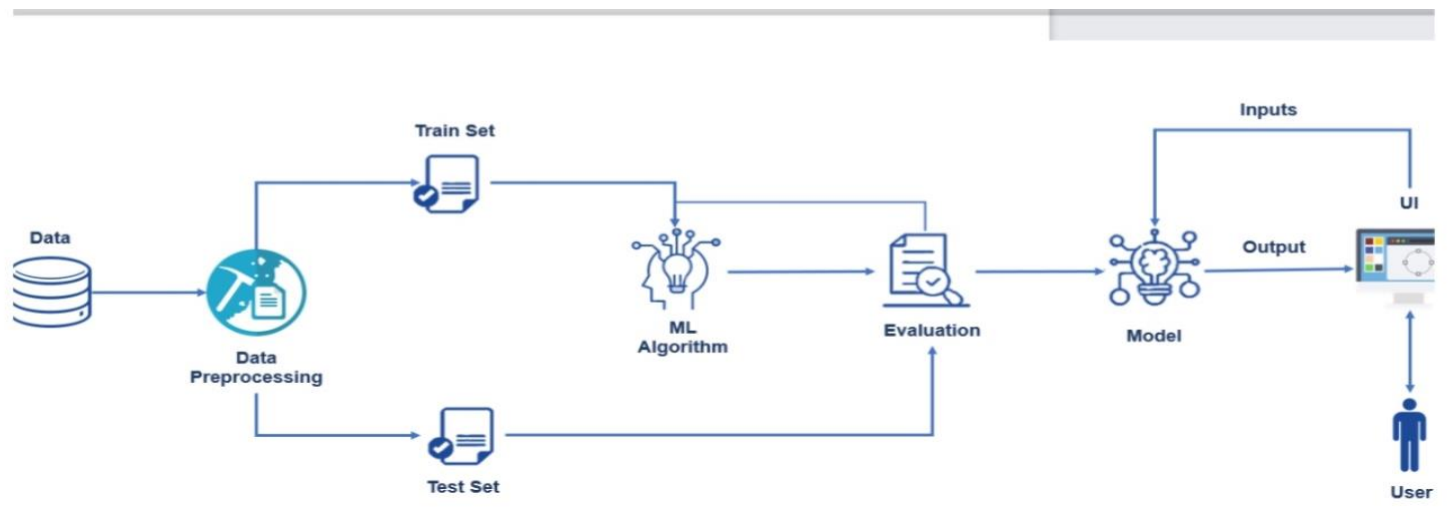 Inputs
Train Set
UI
Data
Output
ML
Algorithm
Evaluation
Model
Data
Preprocessing
Test Set
User